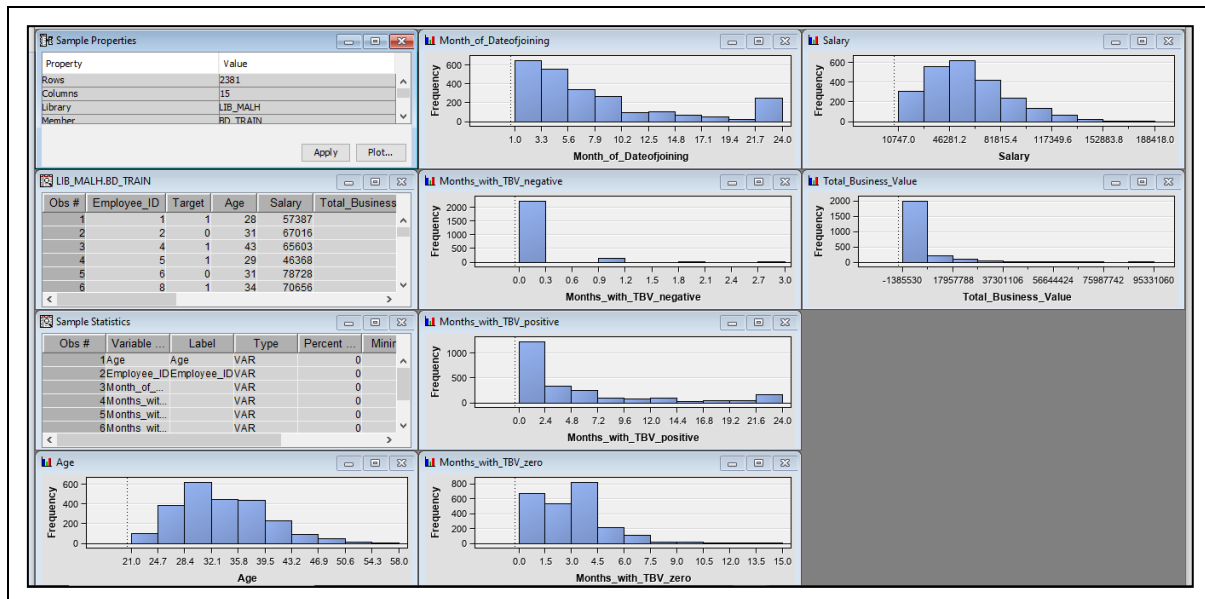 Sample Properties
Property Value
Rows 2381
Columns 15
Library LIB_MALH
Member BD_TRAIN
Apply Plot...
LIB_MALH.BD_TRAIN
Obs # Employee_ID Target Age Salary Total_Business
1 1 1 28 57387
2 2 0 31 67016
3 4 1 43 65603
4 5 1 29 46368
5 6 0 31 78728
6 8 1 34 70656
Sample Statistics
Obs # Variable ... Label Type Percent ... Minir
1 Age Age VAR 0
2 Employee_ID Employee_ID VAR 0
3 Month_of_... VAR 0
4 Months_wit... VAR 0
5 Months_wit... VAR 0
6 Months_wit... VAR 0
Age
Frequency
600
400
200
0
21.0 24.7 28.4 32.1 35.8 39.5 43.2 46.9 50.6 54.3 58.0
Age
Month_of_Dateofjoining
Frequency
600
400
200
0
1.0 3.3 5.6 7.9 10.2 12.5 14.8 17.1 19.4 21.7 24.0
Month_of_Dateofjoining
Months_with_TBV_negative
Frequency
2000
1500
1000
500
0
0.0 0.3 0.6 0.9 1.2 1.5 1.8 2.1 2.4 2.7 3.0
Months_with_TBV_negative
Months_with_TBV_positive
Frequency
1000
500
0
0.0 2.4 4.8 7.2 9.6 12.0 14.4 16.8 19.2 21.6 24.0
Months_with_TBV_positive
Months_with_TBV_zero
Frequency
800
600
400
200
0
0.0 1.5 3.0 4.5 6.0 7.5 9.0 10.5 12.0 13.5 15.0
Months_with_TBV_zero
Salary
Frequency
600
400
200
0
10747.0 46281.2 81815.4 117349.6 152883.8 188418.0
Salary
Total_Business_Value
Frequency
2000
1500
1000
500
0
-1385530 17957788 37301106 56644424 75987742 95331060
Total_Business_Value